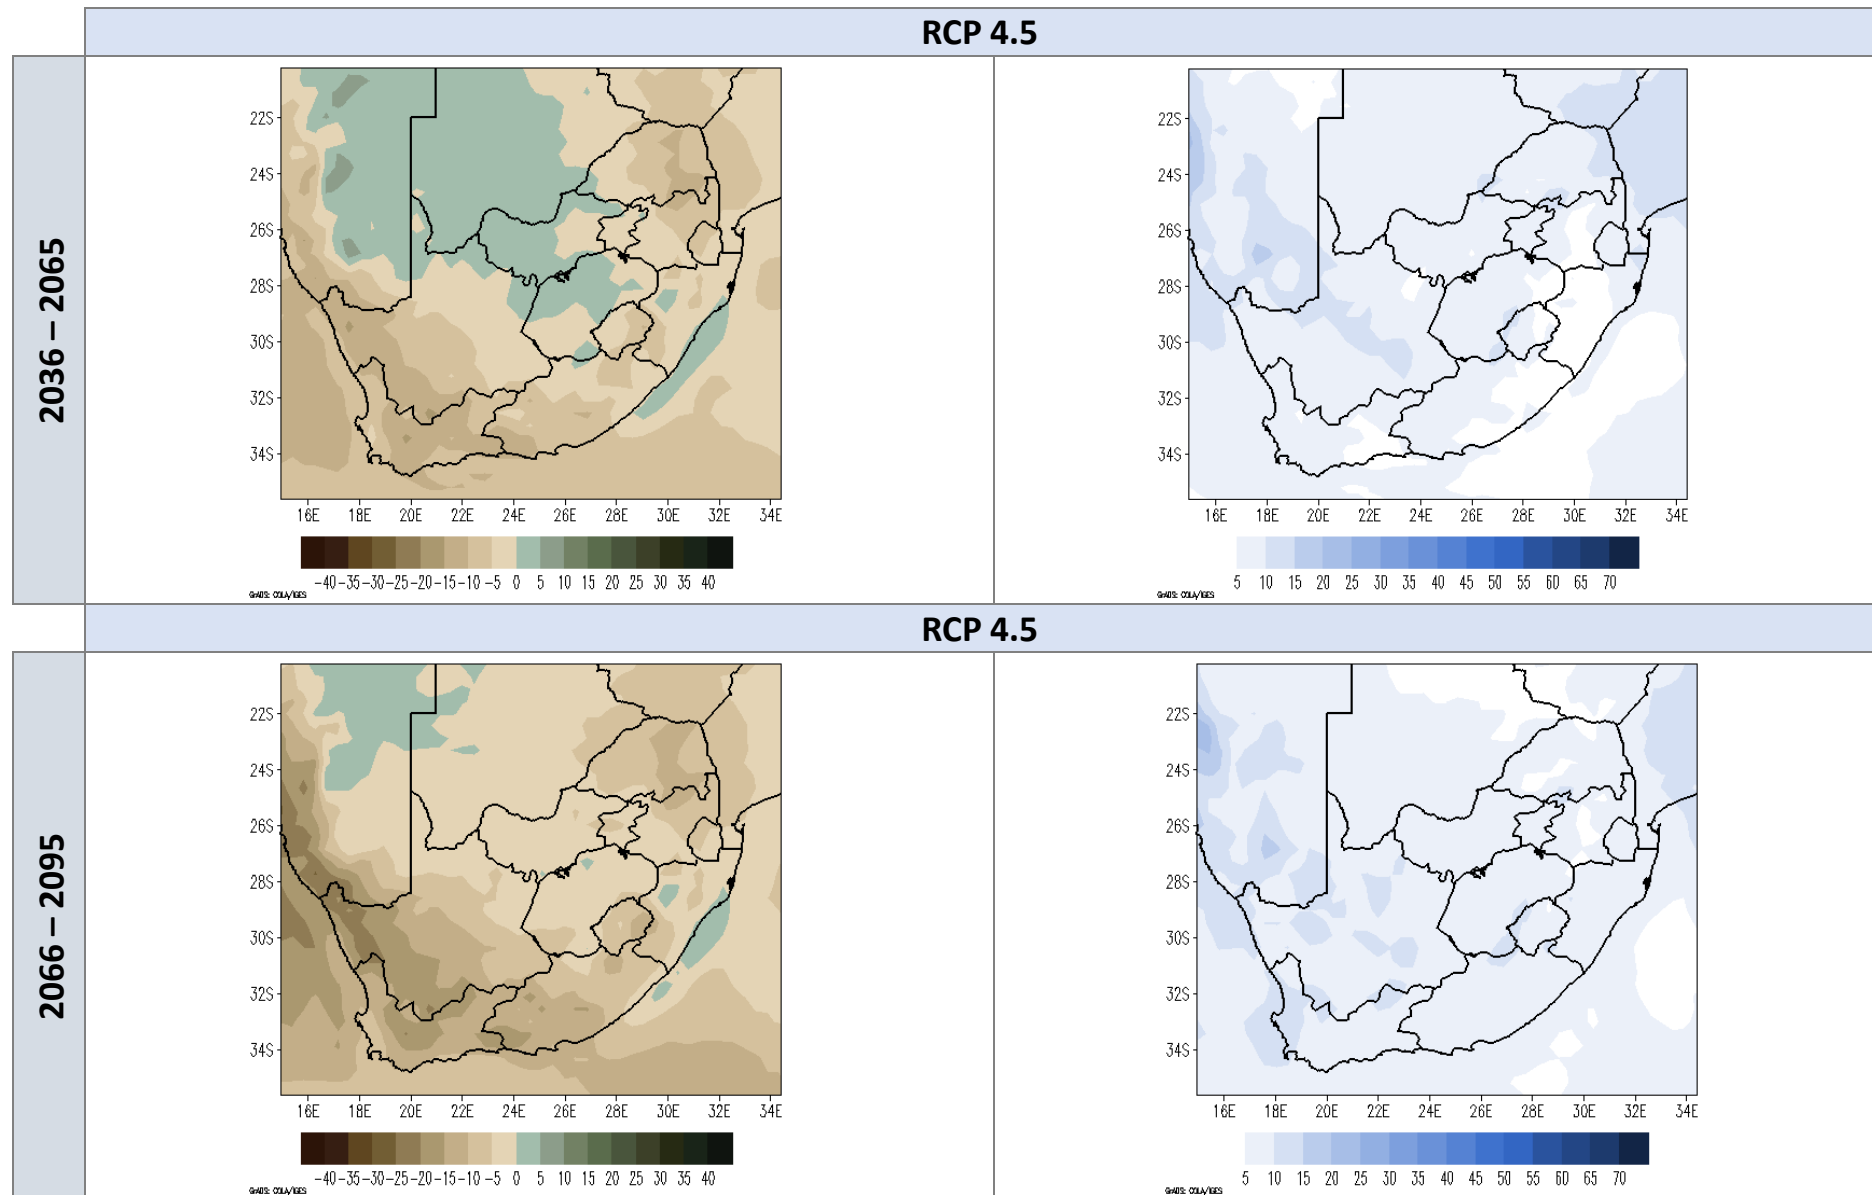 RCP 4.5
2036 – 2065
22S
24S
26S
28S
30S
32S
34S
16E 18E 20E 22E 24E 26E 28E 30E 32E 34E
-40 -35 -30 -25 -20 -15 -10 -5 0 5 10 15 20 25 30 35 40
GrADS: COLA/IGES
22S
24S
26S
28S
30S
32S
34S
16E 18E 20E 22E 24E 26E 28E 30E 32E 34E
5 10 15 20 25 30 35 40 45 50 55 60 65 70
GrADS: COLA/IGES
RCP 4.5
2066 – 2095
22S
24S
26S
28S
30S
32S
34S
16E 18E 20E 22E 24E 26E 28E 30E 32E 34E
-40 -35 -30 -25 -20 -15 -10 -5 0 5 10 15 20 25 30 35 40
GrADS: COLA/IGES
22S
24S
26S
28S
30S
32S
34S
16E 18E 20E 22E 24E 26E 28E 30E 32E 34E
5 10 15 20 25 30 35 40 45 50 55 60 65 70
GrADS: COLA/IGES